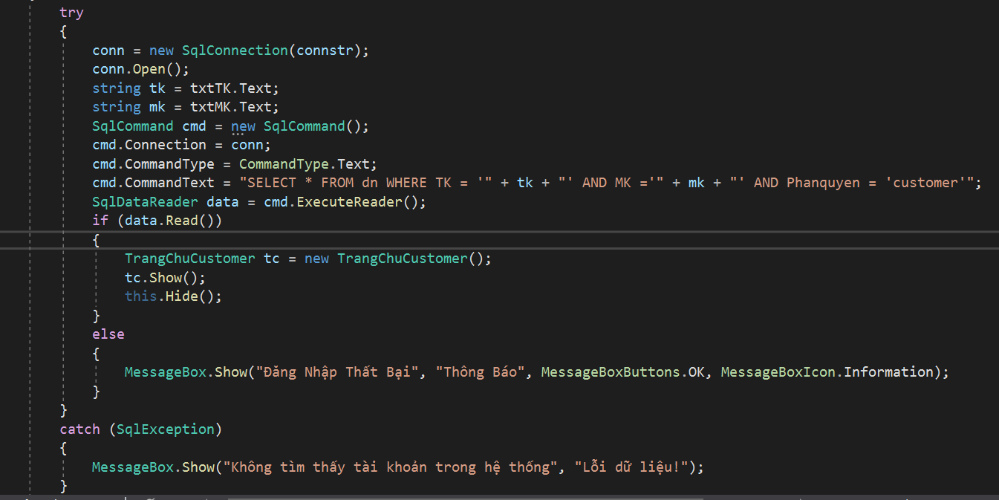 try
{
conn = new SqlConnection(connstr);
conn.Open();
string tk = txtTK.Text;
string mk = txtMK.Text;
SqlCommand cmd = new SqlCommand();
cmd.Connection = conn;
cmd.CommandType = CommandType.Text;
cmd.CommandText = "SELECT * FROM dn WHERE TK = '" + tk + "' AND MK ='" + mk + "' AND Phanquyen = 'customer'";
SqlDataReader data = cmd.ExecuteReader();
if (data.Read())
{
TrangChuCustomer tc = new TrangChuCustomer();
tc.Show();
this.Hide();
}
else
{
MessageBox.Show("Đăng Nhập Thất Bại", "Thông Báo", MessageBoxButtons.OK, MessageBoxIcon.Information);
}
}
catch (SqlException)
{
MessageBox.Show("Không tìm thấy tài khoản trong hệ thống", "Lỗi dữ liệu!");
}